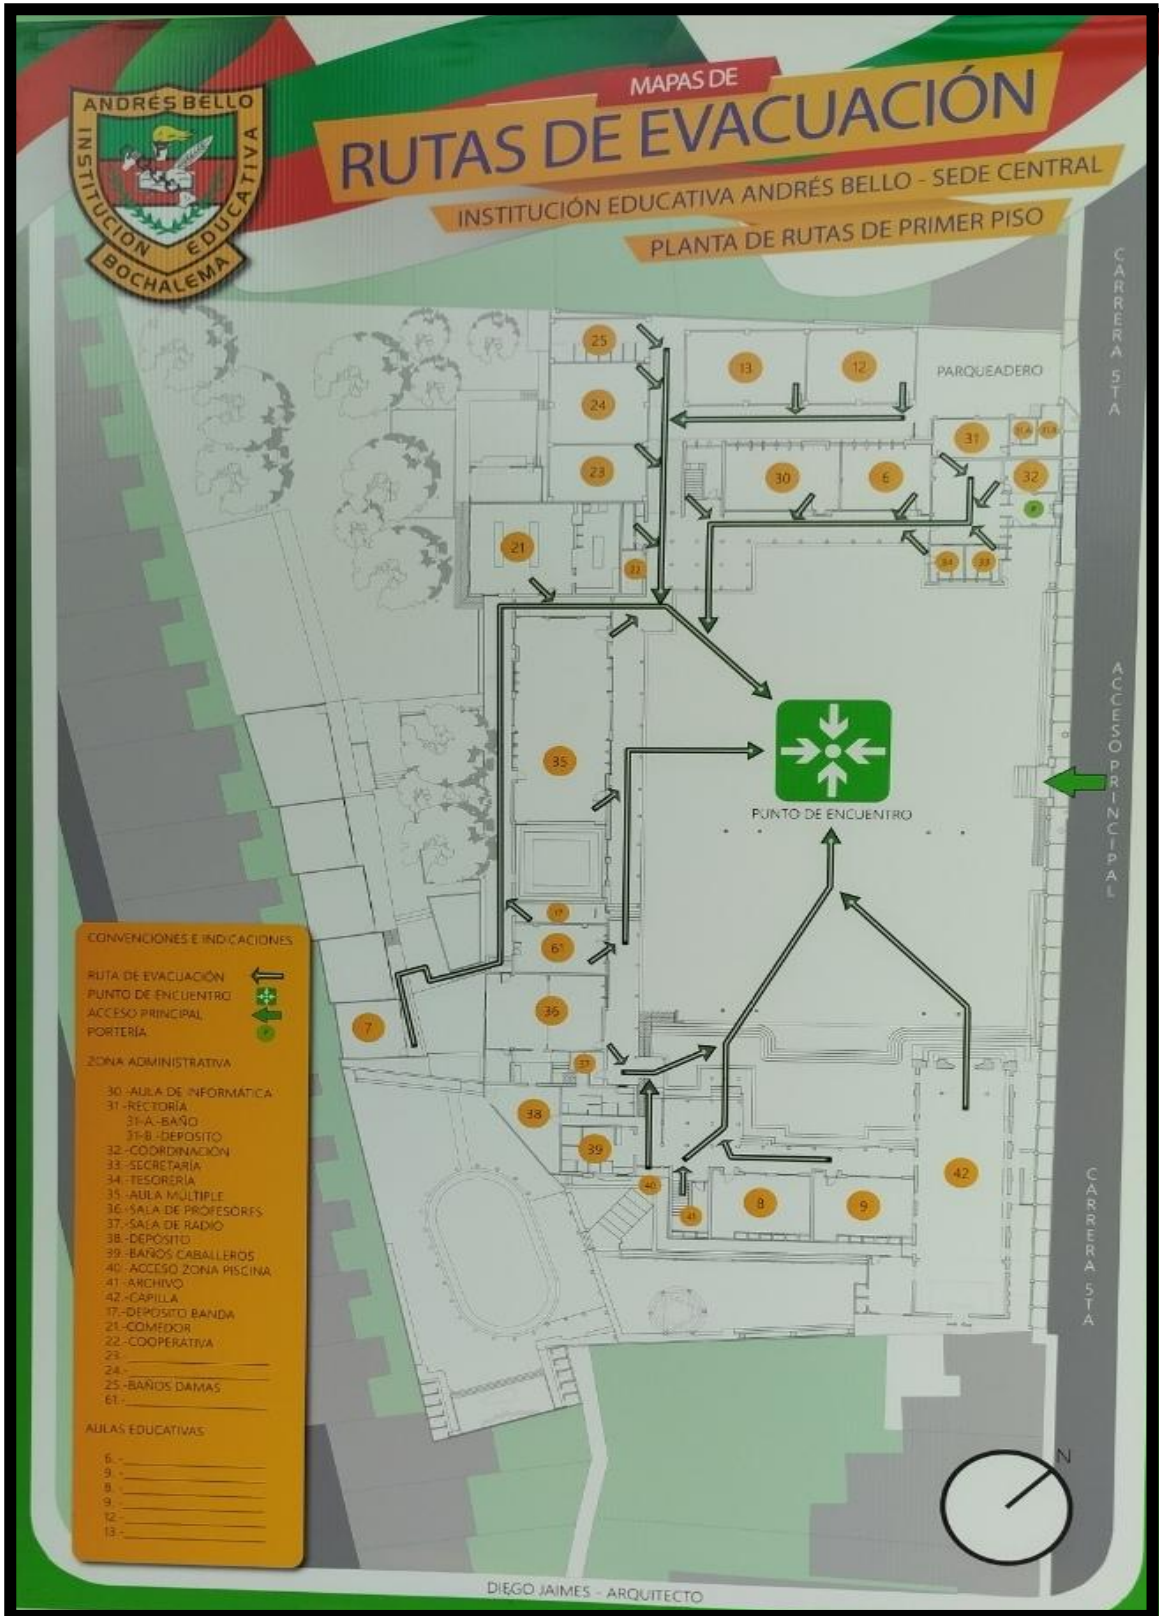 ANDRÉS BELLO
INSTITUCIÓN EDUCATIVA
BOCHALEMA
MAPAS DE
RUTAS DE EVACUACIÓN
INSTITUCIÓN EDUCATIVA ANDRÉS BELLO - SEDE CENTRAL
PLANTA DE RUTAS DE PRIMER PISO
CARRERA 5TA
25
13
12
PARQUEADERO
24
31
31-A
31-B
23
30
6
32
P
21
22
34
33
35
ACCESO PRINCIPAL
PUNTO DE ENCUENTRO
17
61
36
7
37
38
39
40
41
8
9
42
CARRERA 5TA
CONVENCIONES E INDICACIONES
RUTA DE EVACUACIÓN
PUNTO DE ENCUENTRO
ACCESO PRINCIPAL
PORTERÍA
ZONA ADMINISTRATIVA
30.-AULA DE INFORMÁTICA
31.-RECTORÍA
31-A.-BAÑO
31-B.-DEPOSITO
32.-COORDINACIÓN
33.-SECRETARÍA
34.-TESORERÍA
35.-AULA MÚLTIPLE
36.-SALA DE PROFESORES
37.-SALA DE RADIO
38.-DEPÓSITO
39.-BAÑOS CABALLEROS
40.-ACCESO ZONA PISCINA
41.-ARCHIVO
42.-CAPILLA
17.-DEPOSITO BANDA
21.-COMEDOR
22.-COOPERATIVA
23.-
24.-
25.-BAÑOS DAMAS
61.-
AULAS EDUCATIVAS
6.-
9.-
8.-
9.-
12.-
13.-
N
DIEGO JAIMES - ARQUITECTO